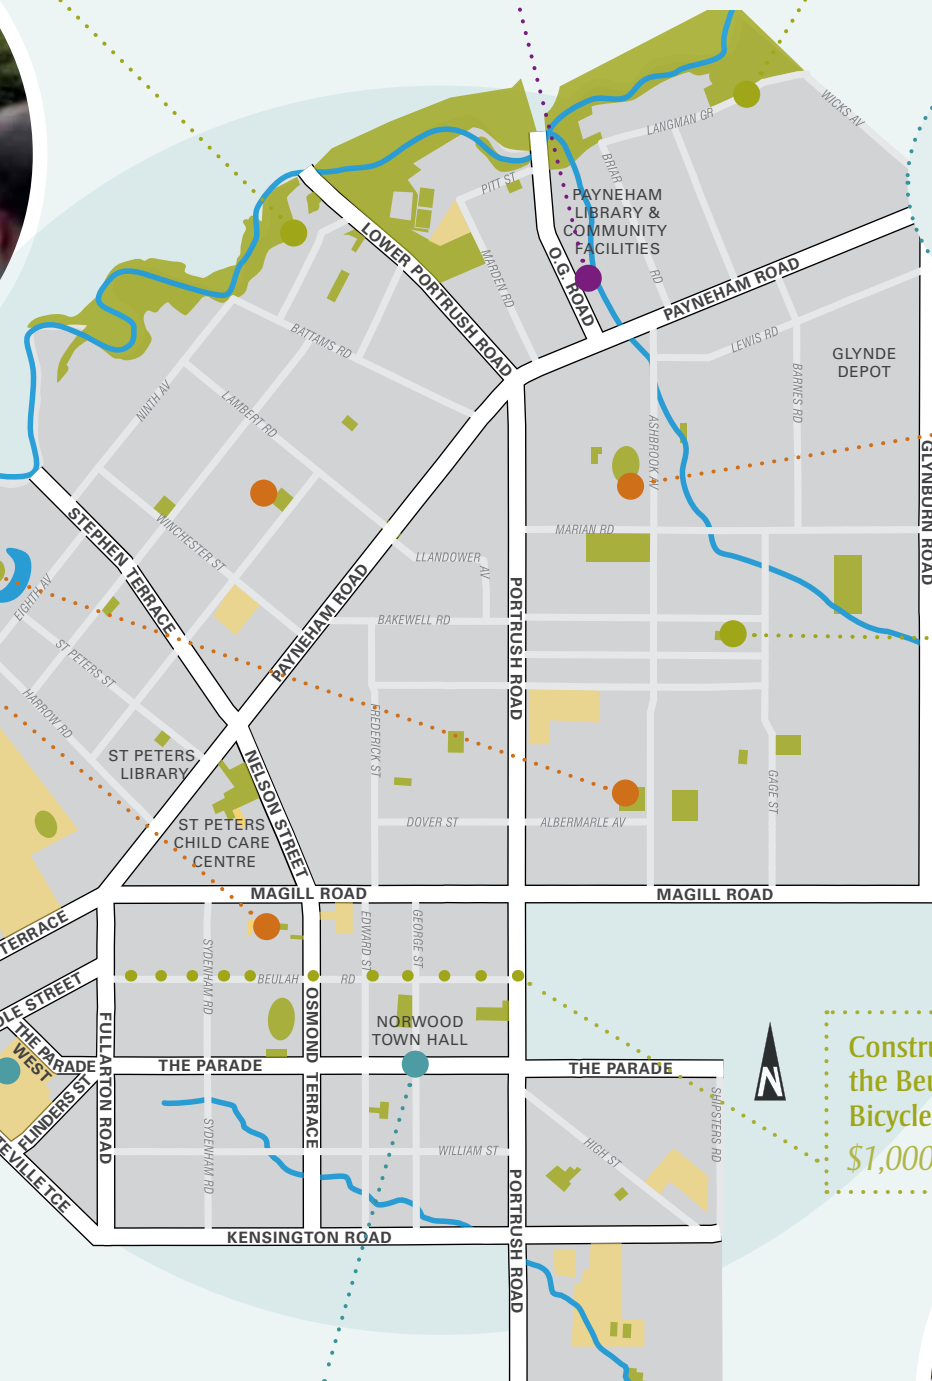 WICKS AV
LANGMAN GR
BRIAR
RD
PITT ST
PAYNEHAM
LIBRARY &
COMMUNITY
FACILITIES
LOWER PORTRUSH ROAD
MARDEN RD
O.G. ROAD
PAYNEHAM ROAD
BATTAMS RD
LEWIS RD
GLYNDE
DEPOT
BARNES RD
NINTH AV
LAMBERT RD
ASHBROOK AV
GLYNBURN ROAD
STEPHEN TERRACE
WINCHESTER ST
MARIAN RD
LLANDOWER
AV
EIGHTH AV
PAYNEHAM ROAD
BAKEWELL RD
PORTRUSH ROAD
ST PETERS ST
HARROW RD
FREDERICK ST
ST PETERS
LIBRARY
NELSON STREET
GAGE ST
ST PETERS
CHILD CARE
CENTRE
DOVER ST
ALBERMARLE AV
MAGILL ROAD
MAGILL ROAD
TERRACE
SYDENHAM RD
EDWARD ST
GEORGE ST
BEULAH
RD
OSMOND TERRACE
NORWOOD
TOWN HALL
FULLARTON ROAD
THE PARADE
WEST
THE PARADE
THE PARADE
FLINDERS ST
Constru
the Beu
Bicycle
$1,000
N
SHIPSTERS RD
SYDENHAM RD
WILLIAM ST
HIGH ST
PORTRUSH ROAD
KENSINGTON ROAD